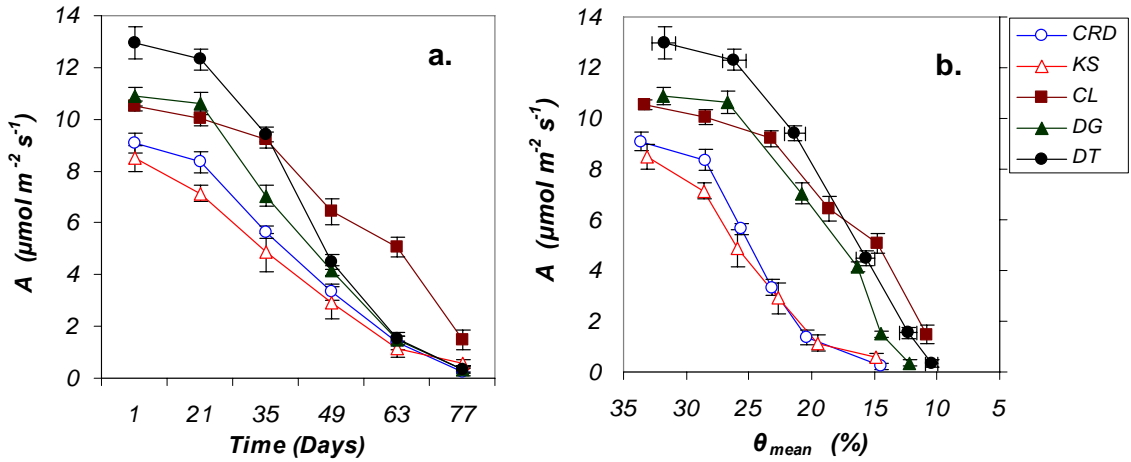 a.
14
12
10
8
6
4
2
0
A (µmol m⁻² s⁻¹)
1 21 35 49 63 77
Time (Days)
b.
14
12
10
8
6
4
2
0
A (µmol m⁻² s⁻¹)
35 30 25 20 15 10 5
θmean (%)
CRD
KS
CL
DG
DT